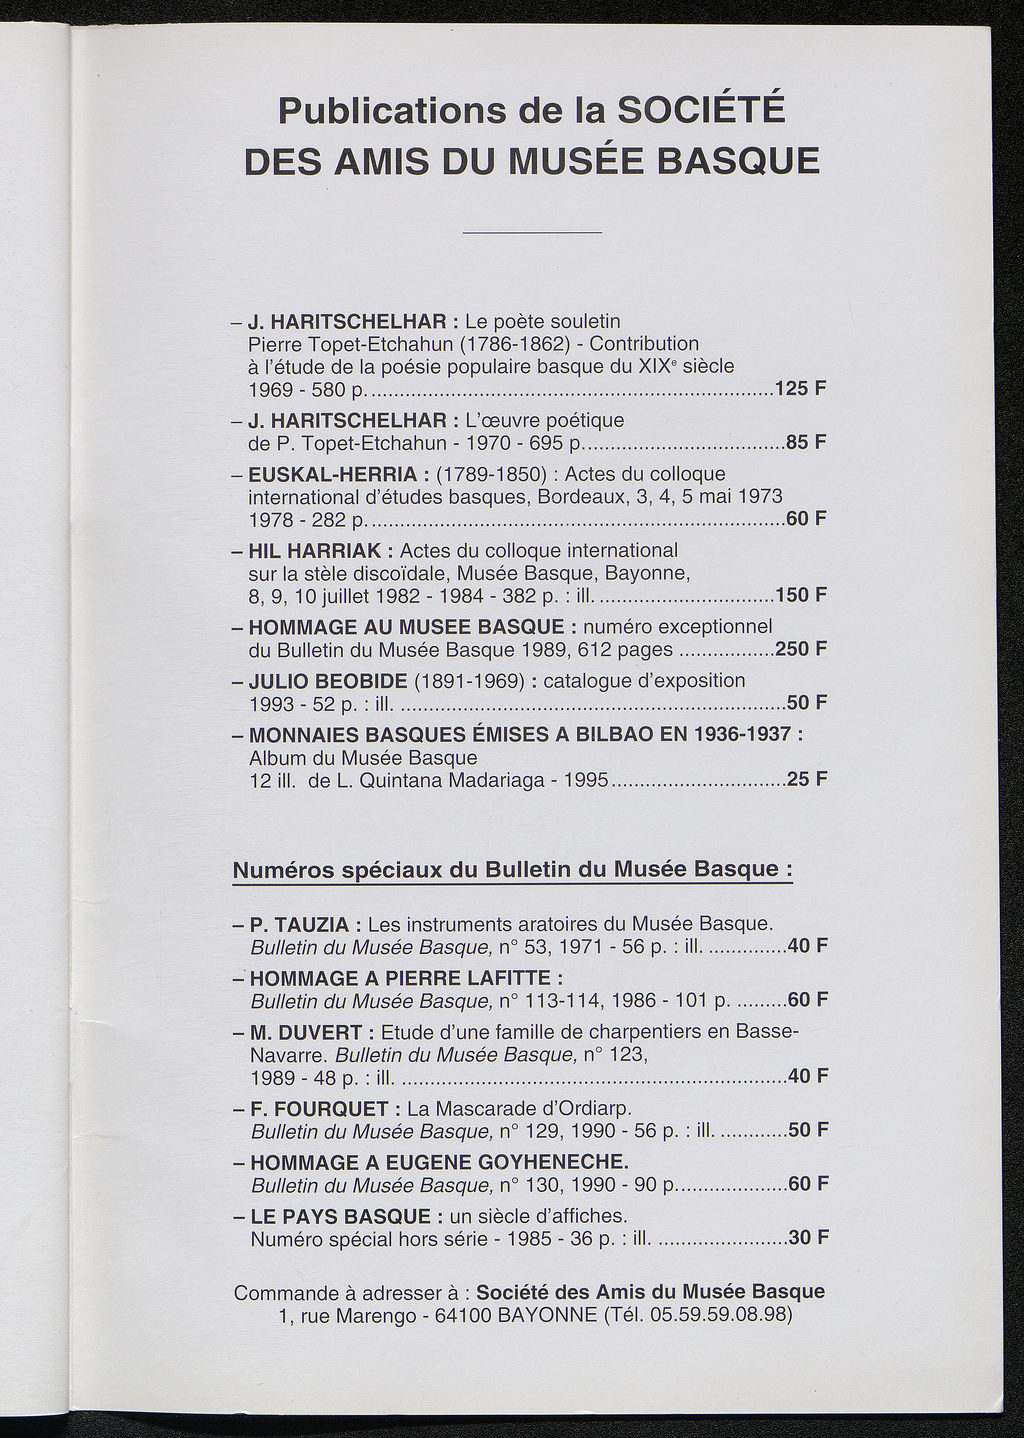 Publications de la SOCIÉTÉ
DES AMIS DU MUSÉE BASQUE
– J. HARITSCHELHAR : Le poète souletin
Pierre Topet-Etchahun (1786-1862) - Contribution
à l'étude de la poésie populaire basque du XIXe siècle
1969 - 580 p. ........................................................................125 F
– J. HARITSCHELHAR : L'œuvre poétique
de P. Topet-Etchahun - 1970 - 695 p....................................85 F
– EUSKAL-HERRIA : (1789-1850) : Actes du colloque
international d'études basques, Bordeaux, 3, 4, 5 mai 1973
1978 - 282 p. ..........................................................................60 F
– HIL HARRIAK : Actes du colloque international
sur la stèle discoïdale, Musée Basque, Bayonne,
8, 9, 10 juillet 1982 - 1984 - 382 p. : ill. ...............................150 F
– HOMMAGE AU MUSEE BASQUE : numéro exceptionnel
du Bulletin du Musée Basque 1989, 612 pages .................250 F
– JULIO BEOBIDE (1891-1969) : catalogue d'exposition
1993 - 52 p. : ill. ....................................................................50 F
– MONNAIES BASQUES ÉMISES A BILBAO EN 1936-1937 :
Album du Musée Basque
12 ill. de L. Quintana Madariaga - 1995...............................25 F
Numéros spéciaux du Bulletin du Musée Basque :
– P. TAUZIA : Les instruments aratoires du Musée Basque.
Bulletin du Musée Basque, n° 53, 1971 - 56 p. : ill. ..............40 F
– HOMMAGE A PIERRE LAFITTE :
Bulletin du Musée Basque, n° 113-114, 1986 - 101 p. .........60 F
– M. DUVERT : Etude d'une famille de charpentiers en Basse-
Navarre. Bulletin du Musée Basque, n° 123,
1989 - 48 p. : ill. ....................................................................40 F
– F. FOURQUET : La Mascarade d'Ordiarp.
Bulletin du Musée Basque, n° 129, 1990 - 56 p. : ill. ............50 F
– HOMMAGE A EUGENE GOYHENECHE.
Bulletin du Musée Basque, n° 130, 1990 - 90 p....................60 F
– LE PAYS BASQUE : un siècle d'affiches.
Numéro spécial hors série - 1985 - 36 p. : ill. .......................30 F
Commande à adresser à : Société des Amis du Musée Basque
1, rue Marengo - 64100 BAYONNE (Tél. 05.59.59.08.98)